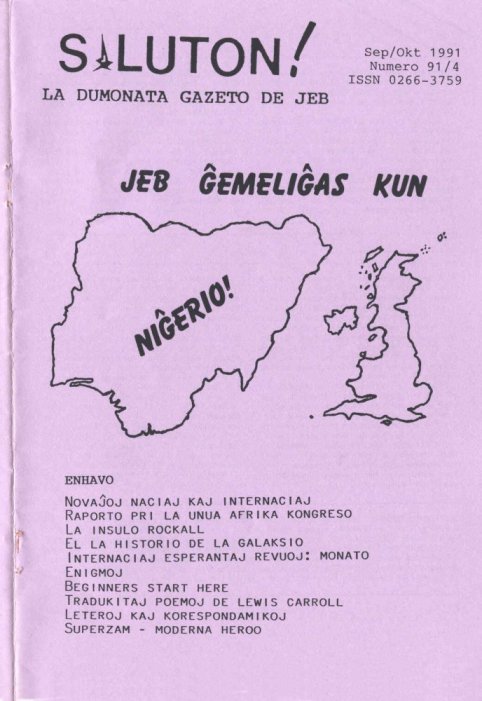 SALUTON!
Sep/Okt 1991
Numero 91/4
ISSN 0266-3759
LA DUMONATA GAZETO DE JEB
JEB ĜEMELIĜAS KUN
NIĜERIO!
ENHAVO
NOVAĴOJ NACIAJ KAJ INTERNACIAJ
RAPORTO PRI LA UNUA AFRIKA KONGRESO
LA INSULO ROCKALL
EL LA HISTORIO DE LA GALAKSIO
INTERNACIAJ ESPERANTAJ REVUOJ: MONATO
ENIGMOJ
BEGINNERS START HERE
TRADUKITAJ POEMOJ DE LEWIS CARROLL
LETEROJ KAJ KORESPONDAMIKOJ
SUPERZAM - MODERNA HEROO